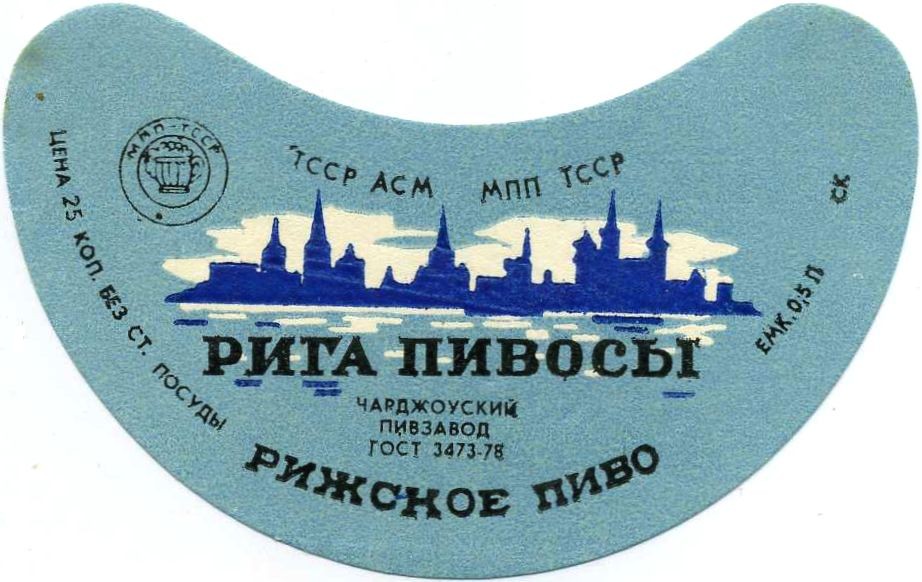 МПП-ТССР
ТССР АСМ МПП ТССР
СК
ЦЕНА 25 КОП. БЕЗ СТ. ПОСУДЫ
ЕМК. 0,5 Л
РИГА ПИВОСЫ
ЧАРДЖОУСКИЙ
ПИВЗАВОД
ГОСТ 3473-78
РИЖСКОЕ ПИВО